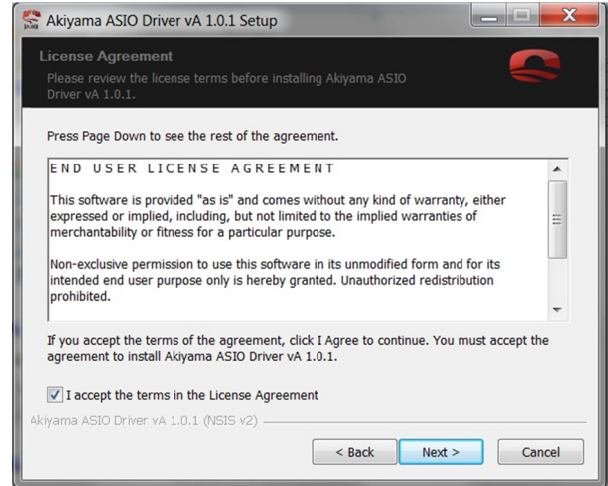 Akiyama ASIO Driver vA 1.0.1 Setup
License Agreement
Please review the license terms before installing Akiyama ASIO
Driver vA 1.0.1.
Press Page Down to see the rest of the agreement.
END USER LICENSE AGREEMENT
This software is provided "as is" and comes without any kind of warranty, either
expressed or implied, including, but not limited to the implied warranties of
merchantability or fitness for a particular purpose.
Non-exclusive permission to use this software in its unmodified form and for its
intended end user purpose only is hereby granted. Unauthorized redistribution
prohibited.
If you accept the terms of the agreement, click I Agree to continue. You must accept the
agreement to install Akiyama ASIO Driver vA 1.0.1.
I accept the terms in the License Agreement
Akiyama ASIO Driver vA 1.0.1 (NSIS v2)
< Back Next > Cancel